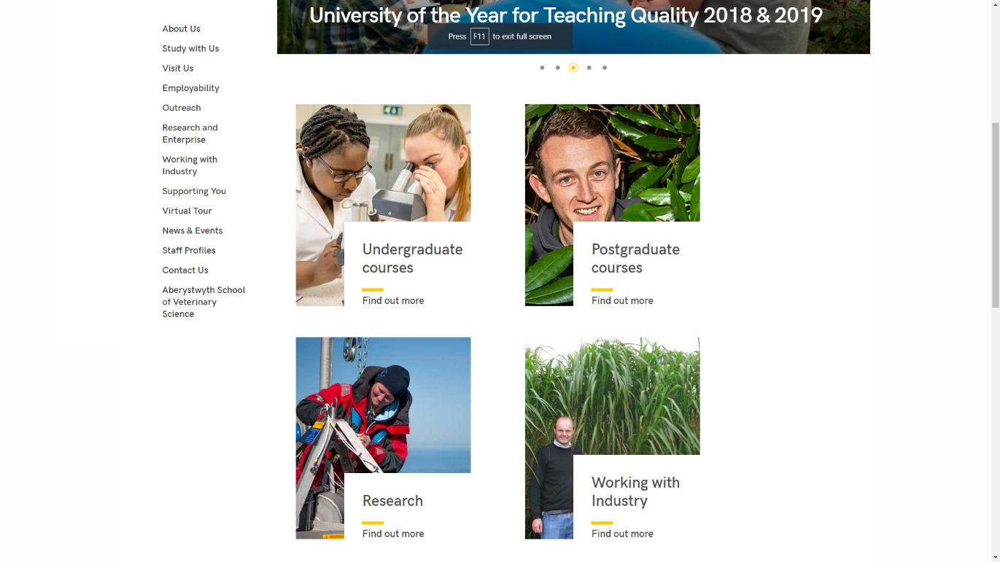 University of the Year for Teaching Quality 2018 & 2019
Press F11 to exit full screen
About Us
Study with Us
Visit Us
Employability
Outreach
Research and
Enterprise
Working with
Industry
Supporting You
Virtual Tour
News & Events
Staff Profiles
Contact Us
Aberystwyth School
of Veterinary
Science
Undergraduate
courses
Find out more
Postgraduate
courses
Find out more
Research
Find out more
Working with
Industry
Find out more